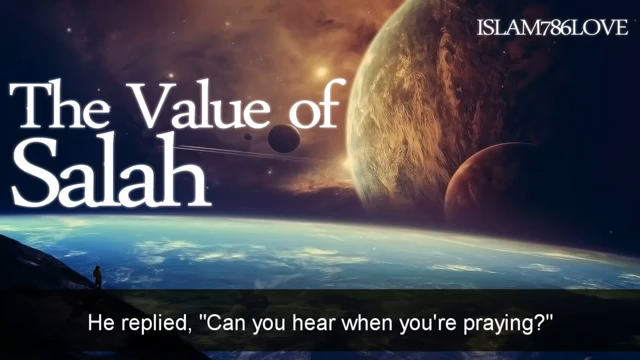 ISLAM786LOVE
The Value of
Salah
He replied, "Can you hear when you're praying?"